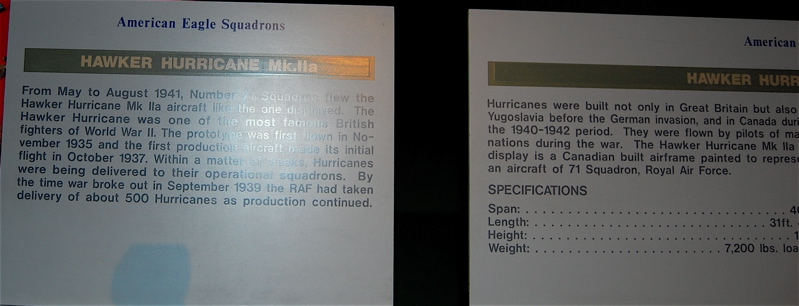 American Eagle Squadrons
HAWKER HURRICANE Mk.IIa
From May to August 1941, Number Squadron flew the
Hawker Hurricane Mk IIa aircraft like the one displayed. The
Hawker Hurricane was one of the most famous British
fighters of World War II. The prototype was first flown in No-
vember 1935 and the first production aircraft made its initial
flight in October 1937. Within a matter of weeks, Hurricanes
were being delivered to their operational squadrons. By
the time war broke out in September 1939 the RAF had taken
delivery of about 500 Hurricanes as production continued.
American
HAWKER HURR
Hurricanes were built not only in Great Britain but also
Yugoslavia before the German invasion, and in Canada duri
the 1940-1942 period. They were flown by pilots of ma
nations during the war. The Hawker Hurricane Mk IIa
display is a Canadian built airframe painted to represe
an aircraft of 71 Squadron, Royal Air Force.
SPECIFICATIONS
Span: . . . . . . . . . . . . . . . . . . . . . . . . . . . . . . 40
Length: . . . . . . . . . . . . . . . . . . . . . . . . . . . 31ft.
Height: . . . . . . . . . . . . . . . . . . . . . . . . . . . . . . 1
Weight: . . . . . . . . . . . . . . . . . . . . . . 7,200 lbs. loa